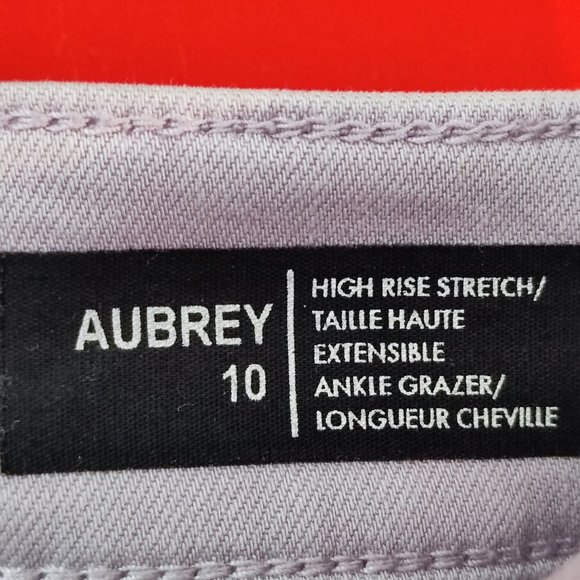 AUBREY
10
HIGH RISE STRETCH/
TAILLE HAUTE
EXTENSIBLE
ANKLE GRAZER/
LONGUEUR CHEVILLE